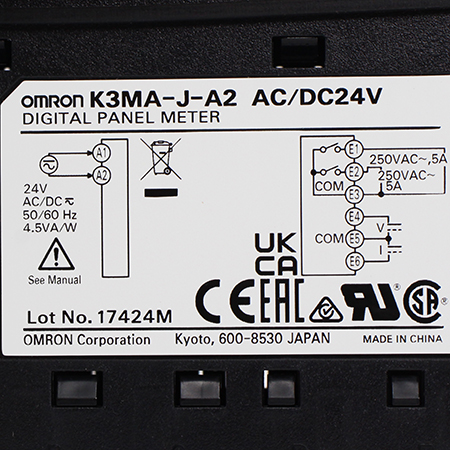 OMRON K3MA-J-A2 AC/DC24V
DIGITAL PANEL METER
A1
A2
24V
AC/DC
50/60 Hz
4.5VA/W
See Manual
E1
E2
E3
E4
E5
E6
COM
COM
250VAC~,5A
250VAC~,
5A
V
I
UK
CA
CE EAC RU SA
Lot No. 17424M
OMRON Corporation Kyoto, 600-8530 JAPAN MADE IN CHINA